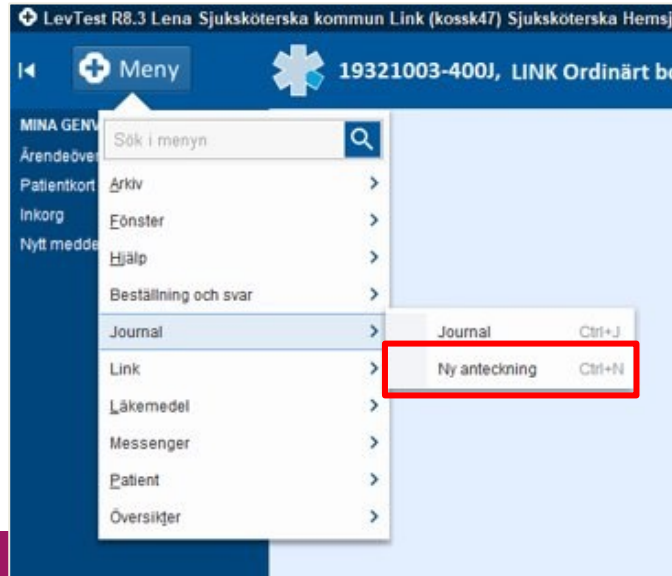 LevTest R8.3 Lena Sjuksköterska kommun Link (kossk47) Sjuksköterska Hemsj
Meny
19321003-400J, LINK Ordinärt bo
MINA GENV
Ärendeöver
Patientkort
Inkorg
Nytt medde
Sök i menyn
Arkiv
Fönster
Hjälp
Beställning och svar
Journal
Link
Läkemedel
Messenger
Patient
Översikter
Journal Ctrl+J
Ny anteckning Ctrl+N